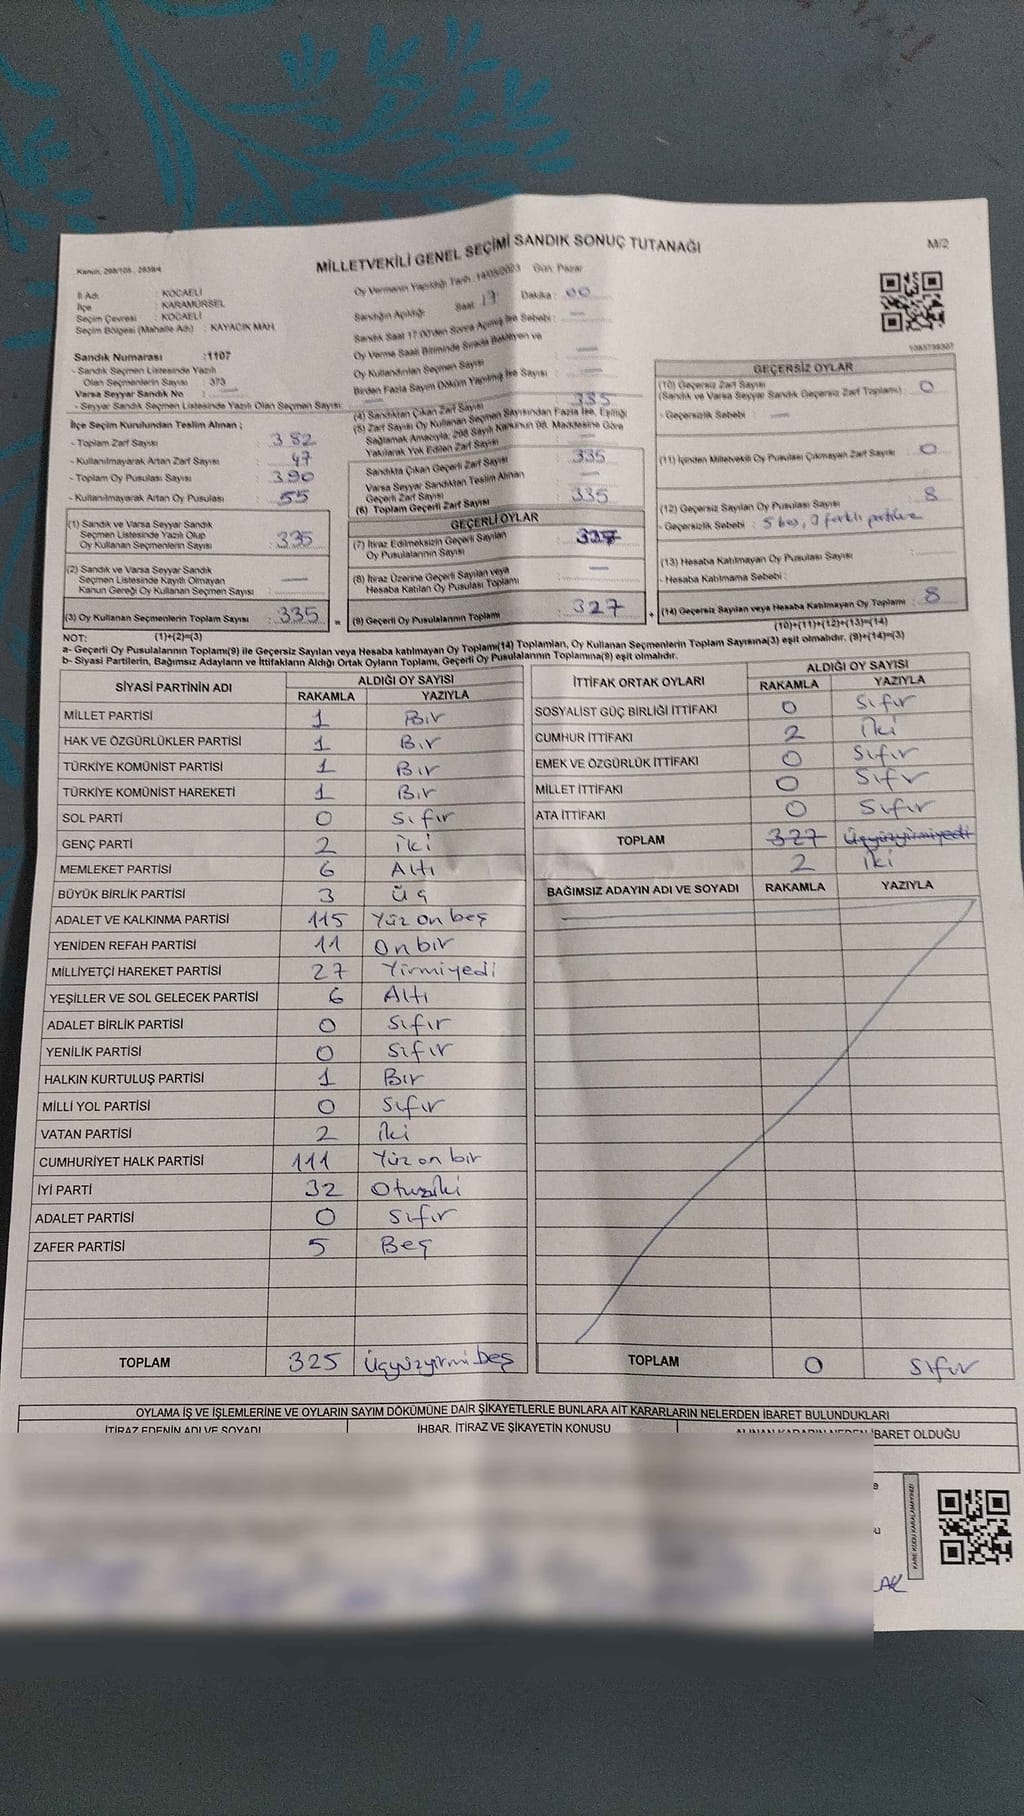 Kanun, 298/105 , 2839/4
MİLLETVEKİLİ GENEL SEÇİMİ SANDIK SONUÇ TUTANAĞI
M/2
İl Adı : KOCAELİ
İlçe : KARAMÜRSEL
Seçim Çevresi : KOCAELİ
Seçim Bölgesi (Mahalle Adı) : KAYACIK MAH.
Sandık Numarası :1107
- Sandık Seçmen Listesinde Yazılı
Olan Seçmenlerin Sayısı : 373
Varsa Seyyar Sandık No
- Seyyar Sandık Seçmen Listesinde Yazılı Olan Seçmen Sayısı:
Oy Vermenin Yapıldığı Tarih : 14/05/2023 Gün: Pazar
Sandığın Açıldığı Saat: 17 Dakika : 00
Sandık Saat 17:00'den Sonra Açılmış İse Sebebi : —
Oy Verme Saati Bitiminde Sırada Bekleyen ve
Oy Kullandırılan Seçmen Sayısı —
Birden Fazla Sayım Döküm Yapılmış İse Sayısı : —
İlçe Seçim Kurulundan Teslim Alınan ;
- Toplam Zarf Sayısı : 382
- Kullanılmayarak Artan Zarf Sayısı : 47
- Toplam Oy Pusulası Sayısı : 390
- Kullanılmayarak Artan Oy Pusulası : 55
(1) Sandık ve Varsa Seyyar Sandık
Seçmen Listesinde Yazılı Olup
Oy Kullanan Seçmenlerin Sayısı : 335
(2) Sandık ve Varsa Seyyar Sandık
Seçmen Listesinde Kayıtlı Olmayan
Kanun Gereği Oy Kullanan Seçmen Sayısı : —
(3) Oy Kullanan Seçmenlerin Toplam Sayısı : 335 =
(4) Sandıktan Çıkan Zarf Sayısı 335
(5) Zarf Sayısı Oy Kullanan Seçmen Sayısından Fazla İse, Eşitliği
Sağlamak Amacıyla, 298 Sayılı Kanunun 98. Maddesine Göre
Yakılarak Yok Edilen Zarf Sayısı —
Sandıkta Çıkan Geçerli Zarf Sayısı 335
Varsa Seyyar Sandıktan Teslim Alınan
Geçerli Zarf Sayısı —
(6) Toplam Geçerli Zarf Sayısı 335
GEÇERLİ OYLAR
(7) İtiraz Edilmeksizin Geçerli Sayılan
Oy Pusulalarının Sayısı : 327
(8) İtiraz Üzerine Geçerli Sayılan veya
Hesaba Katılan Oy Pusulası Toplamı : —
(9) Geçerli Oy Pusulalarının Toplamı : 327 +
GEÇERSİZ OYLAR
(10) Geçersiz Zarf Sayısı
(Sandık ve Varsa Seyyar Sandık Geçersiz Zarf Toplamı) : 0
- Geçersizlik Sebebi : —
(11) İçinden Milletvekili Oy Pusulası Çıkmayan Zarf Sayısı : 0
(12) Geçersiz Sayılan Oy Pusulası Sayısı : 8
- Geçersizlik Sebebi : 5 boş, 3 farklı partilere
(13) Hesaba Katılmayan Oy Pusulası Sayısı :
- Hesaba Katılmama Sebebi :
(14) Geçersiz Sayılan veya Hesaba Katılmayan Oy Toplamı : 8
(10)+(11)+(12)+(13)=(14)
NOT: (1)+(2)=(3)
a- Geçerli Oy Pusulalarının Toplamı(9) ile Geçersiz Sayılan veya Hesaba katılmayan Oy Toplamı(14) Toplamları, Oy Kullanan Seçmenlerin Toplam Sayısına(3) eşit olmalıdır. (9)+(14)=(3)
b- Siyasi Partilerin, Bağımsız Adayların ve İttifakların Aldığı Ortak Oyların Toplamı, Geçerli Oy Pusulalarının Toplamına(9) eşit olmalıdır.
SİYASİ PARTİNİN ADI ALDIĞI OY SAYISI
RAKAMLA YAZIYLA
MİLLET PARTİSİ 1 Bir
HAK VE ÖZGÜRLÜKLER PARTİSİ 1 Bir
TÜRKİYE KOMÜNİST PARTİSİ 1 Bir
TÜRKİYE KOMÜNİST HAREKETİ 1 Bir
SOL PARTİ 0 Sıfır
GENÇ PARTİ 2 iki
MEMLEKET PARTİSİ 6 Altı
BÜYÜK BİRLİK PARTİSİ 3 Üç
ADALET VE KALKINMA PARTİSİ 115 Yüz on beş
YENİDEN REFAH PARTİSİ 11 On bir
MİLLİYETÇİ HAREKET PARTİSİ 27 Yirmiyedi
YEŞİLLER VE SOL GELECEK PARTİSİ 6 Altı
ADALET BİRLİK PARTİSİ 0 Sıfır
YENİLİK PARTİSİ 0 Sıfır
HALKIN KURTULUŞ PARTİSİ 1 Bir
MİLLİ YOL PARTİSİ 0 Sıfır
VATAN PARTİSİ 2 iki
CUMHURİYET HALK PARTİSİ 111 Yüz on bir
İYİ PARTİ 32 Otuziki
ADALET PARTİSİ 0 Sıfır
ZAFER PARTİSİ 5 Beş
TOPLAM 325 Üçyüzyirmi beş
İTTİFAK ORTAK OYLARI ALDIĞI OY SAYISI
RAKAMLA YAZIYLA
SOSYALİST GÜÇ BİRLİĞİ İTTİFAKI 0 Sıfır
CUMHUR İTTİFAKI 2 iki
EMEK VE ÖZGÜRLÜK İTTİFAKI 0 Sıfır
MİLLET İTTİFAKI 0 Sıfır
ATA İTTİFAKI 0 Sıfır
TOPLAM 327 Üçyüzyirmiyedi
2 iki
BAĞIMSIZ ADAYIN ADI VE SOYADI RAKAMLA YAZIYLA
TOPLAM 0 Sıfır
OYLAMA İŞ VE İŞLEMLERİNE VE OYLARIN SAYIM DÖKÜMÜNE DAİR ŞİKAYETLERLE BUNLARA AİT KARARLARIN NELERDEN İBARET BULUNDUKLARI
İTİRAZ EDENİN ADI VE SOYADI İHBAR, İTİRAZ VE ŞİKAYETİN KONUSU ALINAN KARARIN NEDEN İBARET OLDUĞU
KARE KODU KARALAMAYINIZ!